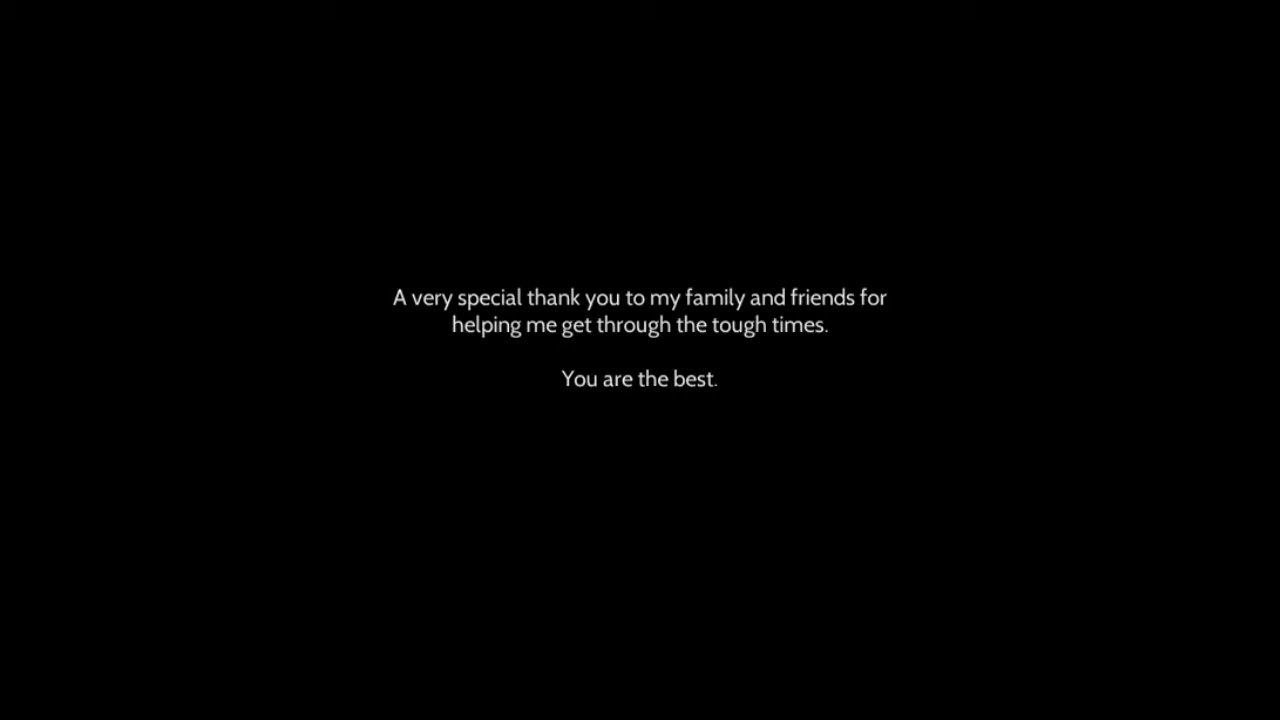 A very special thank you to my family and friends for
helping me get through the tough times.
You are the best.